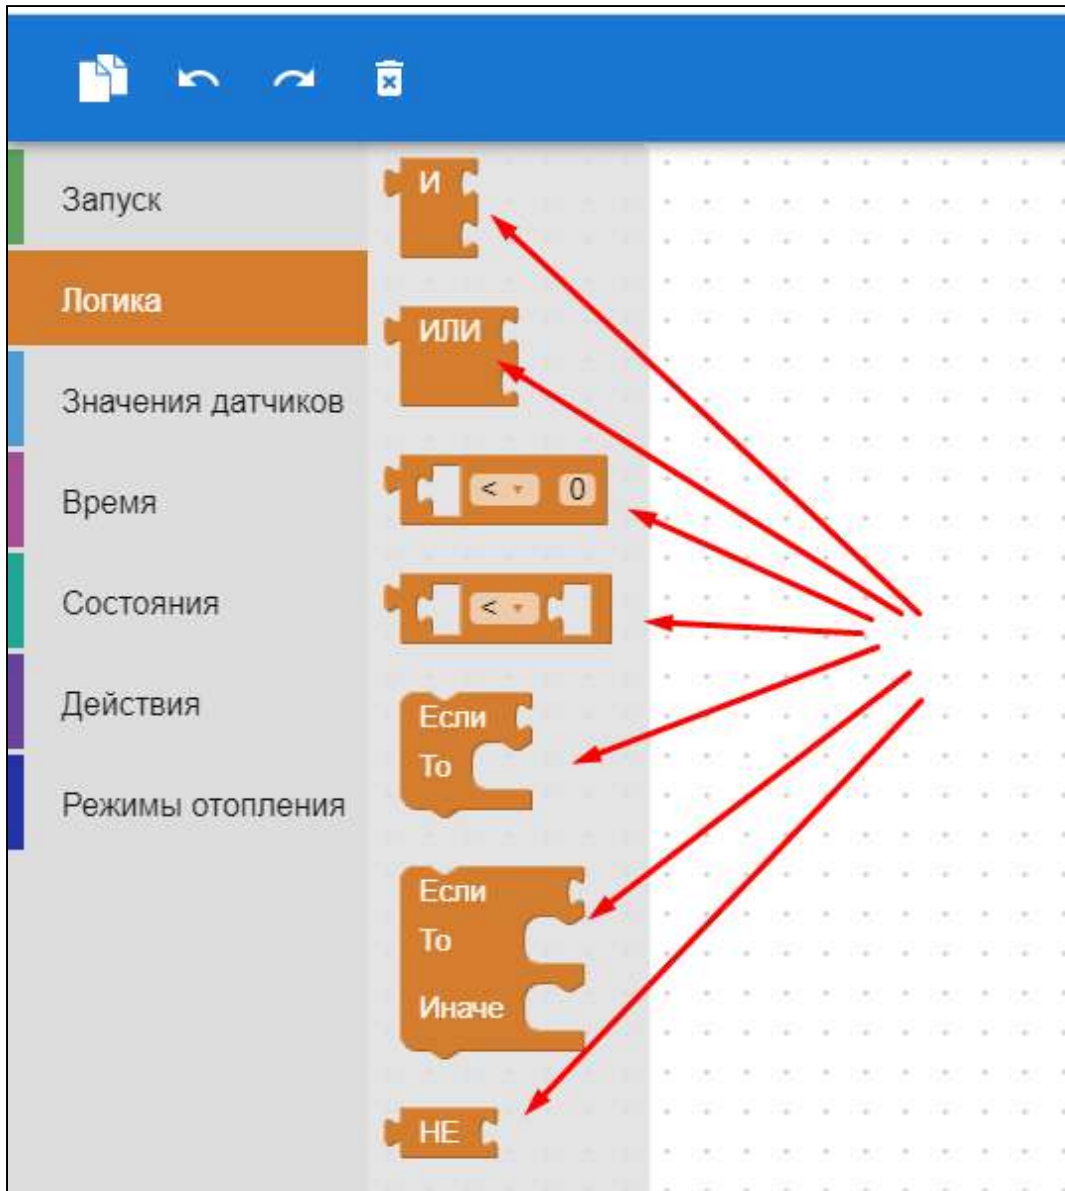 Запуск
Логика
Значения датчиков
Время
Состояния
Действия
Режимы отопления
И
ИЛИ
< 0
<
Если
То
Если
То
Иначе
НЕ